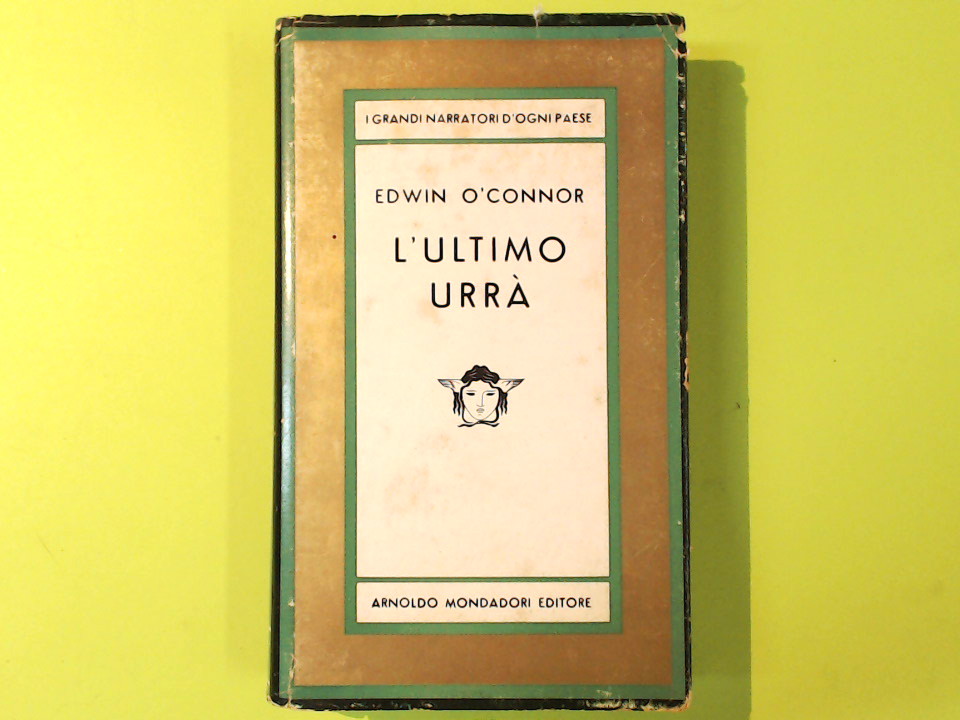 I GRANDI NARRATORI D'OGNI PAESE
EDWIN O'CONNOR
L'ULTIMO
URRÀ
ARNOLDO MONDADORI EDITORE